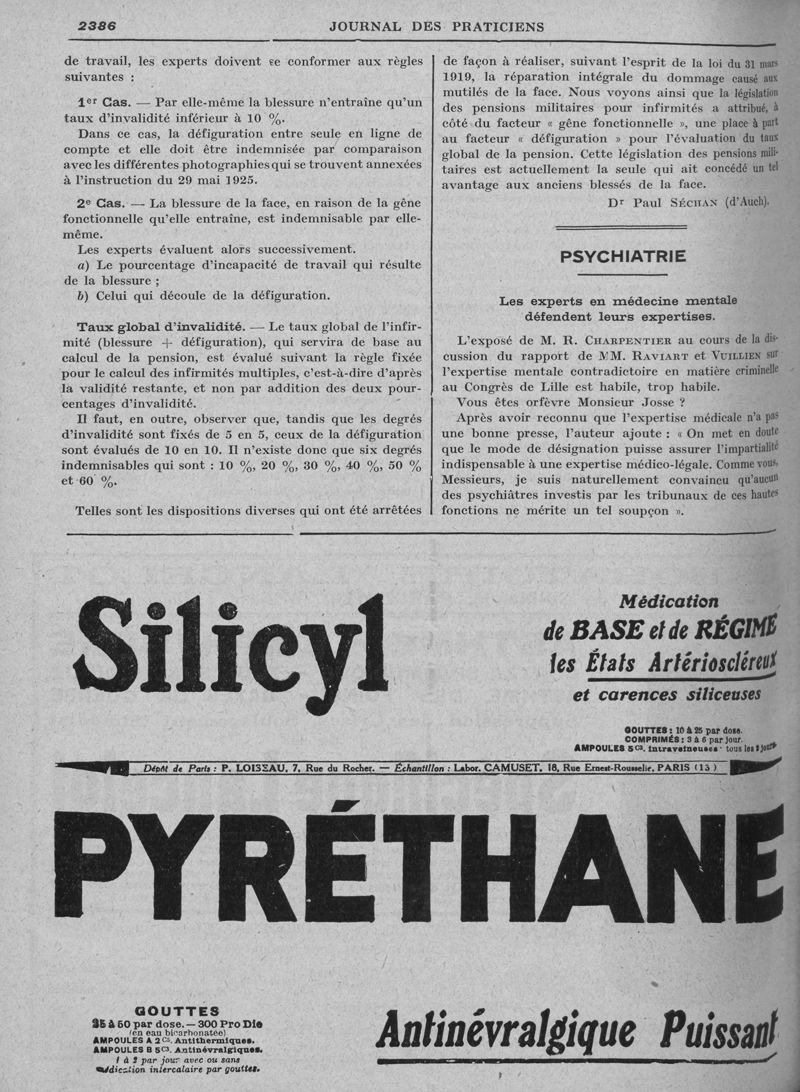 2386
JOURNAL DES PRATICIENS
de travail, les experts doivent se conformer aux règles
suivantes :
1er Cas. — Par elle-même la blessure n'entraîne qu'un
taux d'invalidité inférieur à 10 %.
Dans ce cas, la défiguration entre seule en ligne de
compte et elle doit être indemnisée par comparaison
avec les différentes photographies qui se trouvent annexées
à l'instruction du 29 mai 1925.
2e Cas. — La blessure de la face, en raison de la gêne
fonctionnelle qu'elle entraîne, est indemnisable par elle-
même.
Les experts évaluent alors successivement.
a) Le pourcentage d'incapacité de travail qui résulte
de la blessure ;
b) Celui qui découle de la défiguration.
Taux global d'invalidité. — Le taux global de l'infir-
mité (blessure + défiguration), qui servira de base au
calcul de la pension, est évalué suivant la règle fixée
pour le calcul des infirmités multiples, c'est-à-dire d'après
la validité restante, et non par addition des deux pour-
centages d'invalidité.
Il faut, en outre, observer que, tandis que les degrés
d'invalidité sont fixés de 5 en 5, ceux de la défiguration
sont évalués de 10 en 10. Il n'existe donc que six degrés
indemnisables qui sont : 10 %, 20 %, 30 %, 40 %, 50 %
et 60 %.
Telles sont les dispositions diverses qui ont été arrêtées
de façon à réaliser, suivant l'esprit de la loi du 31 mars
1919, la réparation intégrale du dommage causé aux
mutilés de la face. Nous voyons ainsi que la législation
des pensions militaires pour infirmités a attribué, à
côté du facteur « gêne fonctionnelle », une place à part
au facteur « défiguration » pour l'évaluation du taux
global de la pension. Cette législation des pensions mili-
taires est actuellement la seule qui ait concédé un tel
avantage aux anciens blessés de la face.
Dr Paul SÉCHAN (d'Auch).
PSYCHIATRIE
Les experts en médecine mentale
défendent leurs expertises.
L'exposé de M. R. CHARPENTIER au cours de la dis-
cussion du rapport de MM. RAVIART et VUILLIEN sur
l'expertise mentale contradictoire en matière criminelle
au Congrès de Lille est habile, trop habile.
Vous êtes orfèvre Monsieur Josse ?
Après avoir reconnu que l'expertise médicale n'a pas
une bonne presse, l'auteur ajoute : « On met en doute
que le mode de désignation puisse assurer l'impartialité
indispensable à une expertise médico-légale. Comme vous,
Messieurs, je suis naturellement convaincu qu'aucun
des psychiâtres investis par les tribunaux de ces hautes
fonctions ne mérite un tel soupçon ».
Silicyl
Médication
de BASE et de RÉGIME
les États Artérioscléreux
et carences siliceuses
GOUTTES : 10 à 25 par dose.
COMPRIMÉS : 3 à 6 par jour.
AMPOULES 5 c3. Intraveineuses · tous les 2 jours
Dépôt de Paris : P. LOISEAU, 7, Rue du Rocher. — Échantillon : Labor. CAMUSET, 18, Rue Ernest-Rousselle, PARIS (13)
PYRÉTHANE
GOUTTES
25 à 50 par dose. — 300 Pro Die
(en eau bicarbonatée)
AMPOULES A 2 c3. Antithermiques.
AMPOULES B 5 c3. Antinévralgiques.
1 à 2 par jour avec ou sans
médication intercalaire par gouttes.
Antinévralgique Puissant